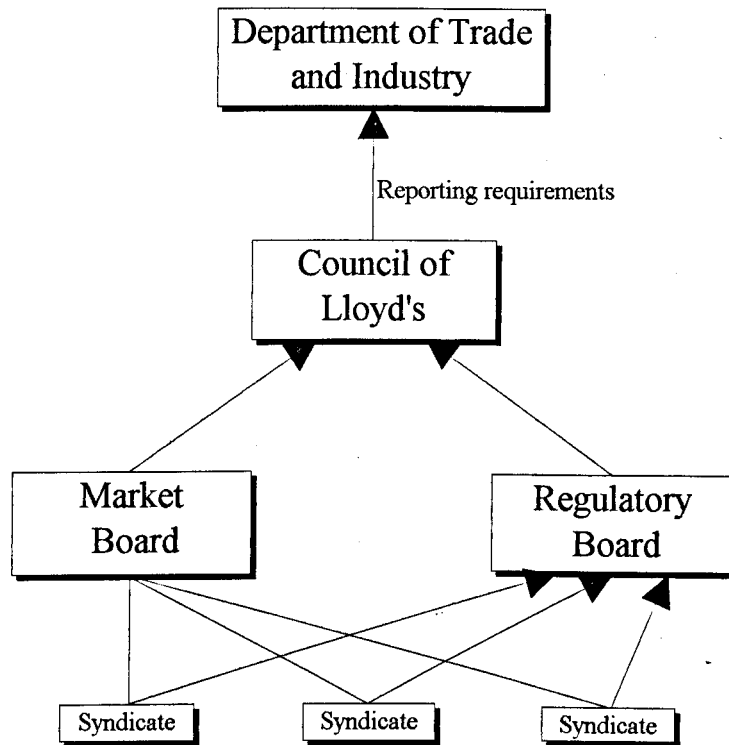 Department of Trade
and Industry
Reporting requirements
Council of
Lloyd's
Market
Board
Regulatory
Board
Syndicate
Syndicate
Syndicate